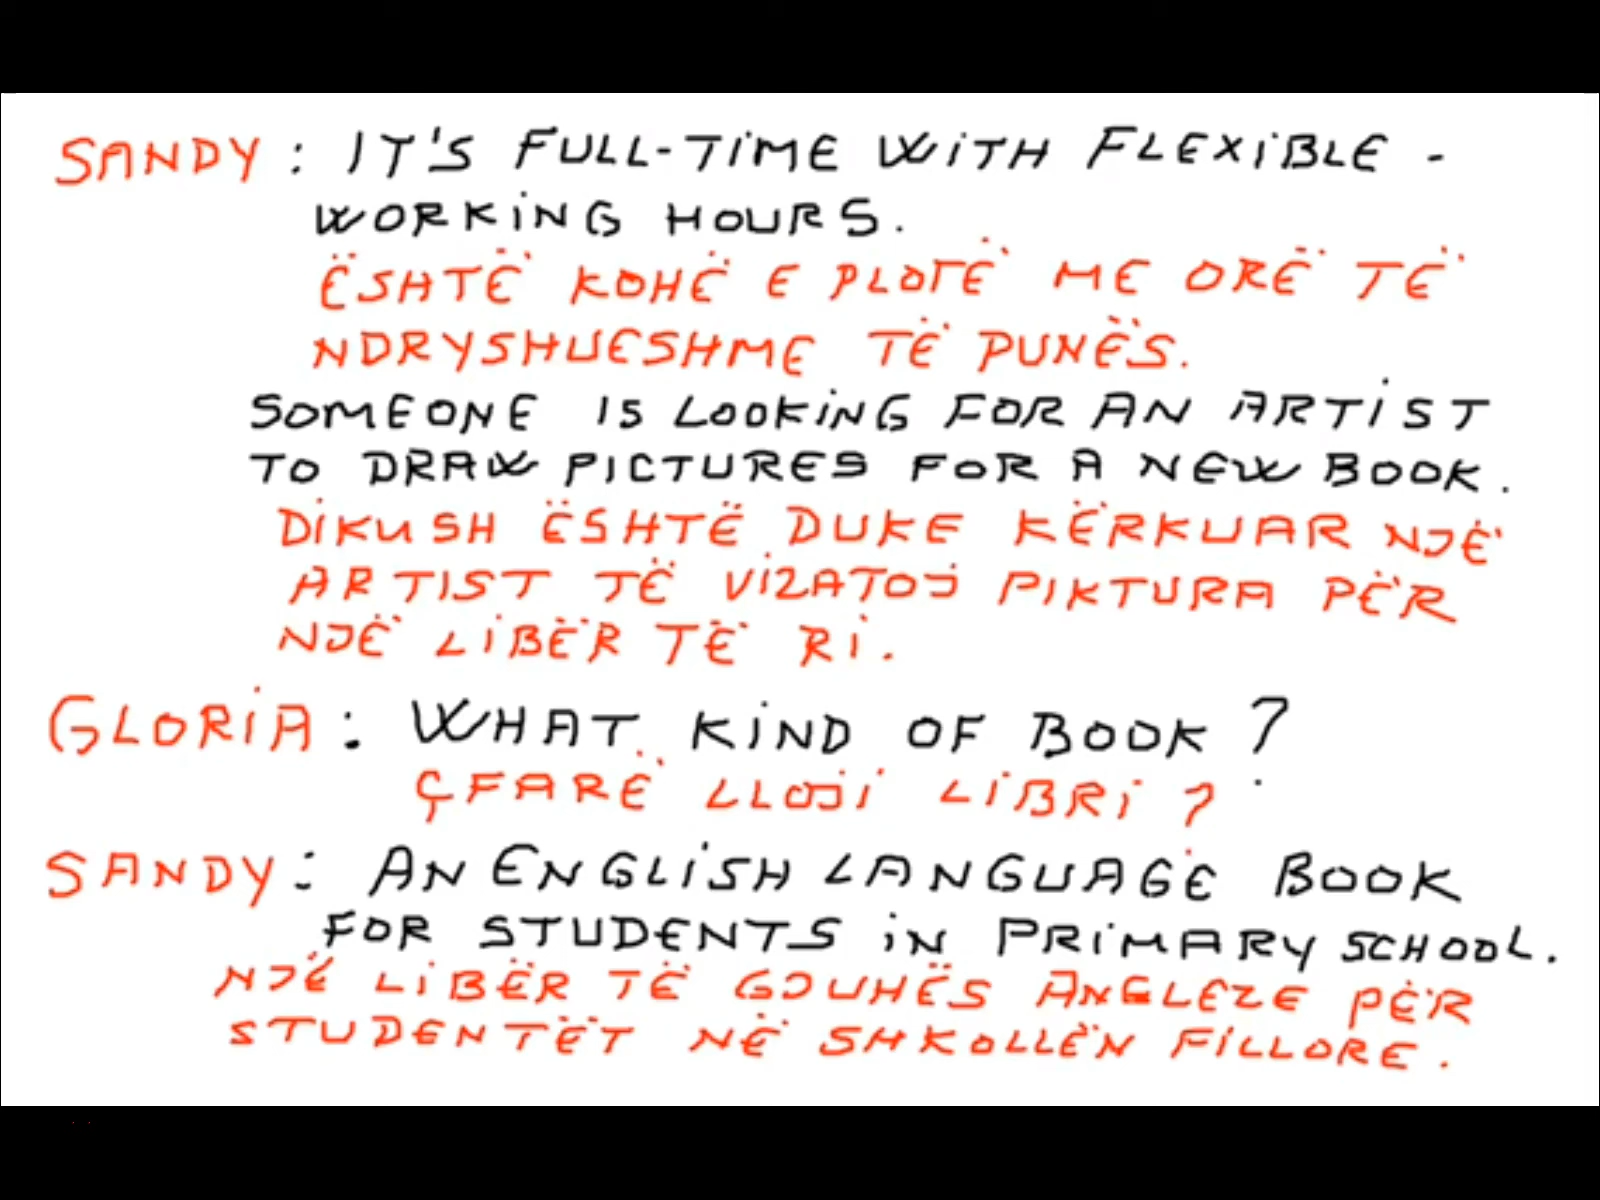 SANDY : IT'S FULL-TIME WITH FLEXIBLE -
WORKING HOURS.
ËSHTË KOHË E PLOTË ME ORË TË
NDRYSHUESHME TË PUNËS.
SOMEONE IS LOOKING FOR AN ARTIST
TO DRAW PICTURES FOR A NEW BOOK.
DIKUSH ËSHTË DUKE KËRKUAR NJË
ARTIST TË VIZATOJ PIKTURA PËR
NJË LIBËR TË RI.
GLORIA : WHAT KIND OF BOOK ?
ÇFARË LLOJI LIBRI ?
SANDY : AN ENGLISH LANGUAGE BOOK
FOR STUDENTS IN PRIMARY SCHOOL.
NJË LIBËR TË GJUHËS ANGLEZE PËR
STUDENTËT NË SHKOLLËN FILLORE.